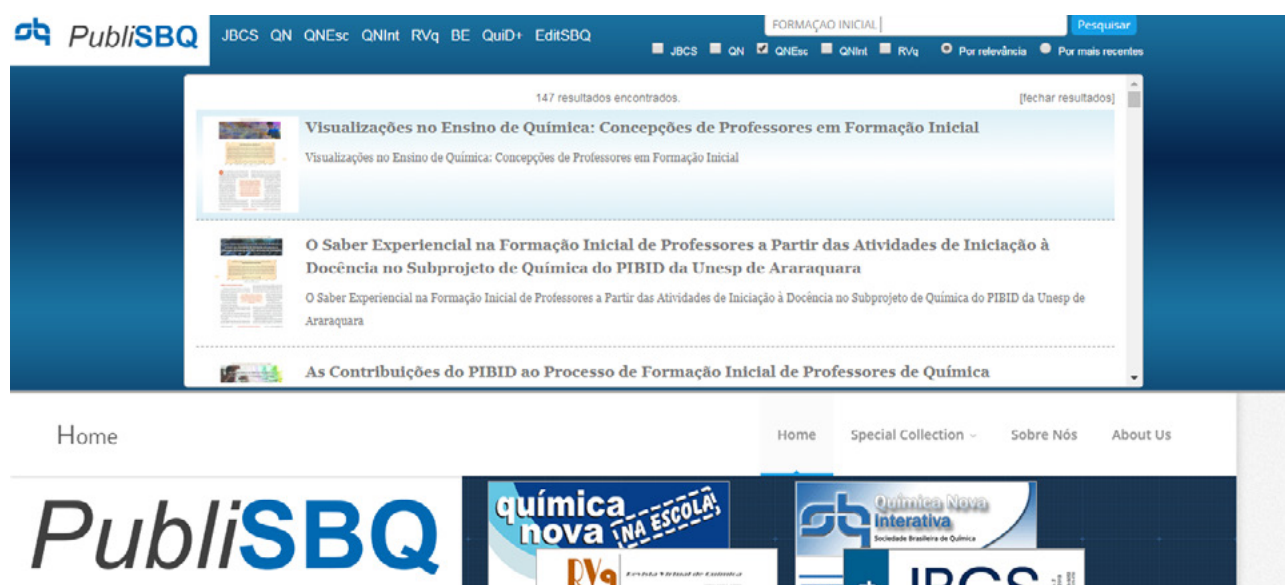 PubliSBQ
JBCS QN QNEsc QNInt RVq BE QuiD+ EditSBQ
FORMAÇAO INICIAL
Pesquisar
JBCS QN QNEsc QNInt RVq Por relevância Por mais recentes
147 resultados encontrados.
[fechar resultados]
Visualizações no Ensino de Química: Concepções de Professores em Formação Inicial
Visualizações no Ensino de Química: Concepções de Professores em Formação Inicial
O Saber Experiencial na Formação Inicial de Professores a Partir das Atividades de Iniciação à
Docência no Subprojeto de Química do PIBID da Unesp de Araraquara
O Saber Experiencial na Formação Inicial de Professores a Partir das Atividades de Iniciação à Docência no Subprojeto de Química do PIBID da Unesp de
Araraquara
As Contribuições do PIBID ao Processo de Formação Inicial de Professores de Química
Home
Home Special Collection Sobre Nós About Us
PubliSBQ
química
nova NA ESCOLA!
Química Nova
Interativa
Sociedade Brasileira de Química
RVq
Revista Virtual de Química
JBCS